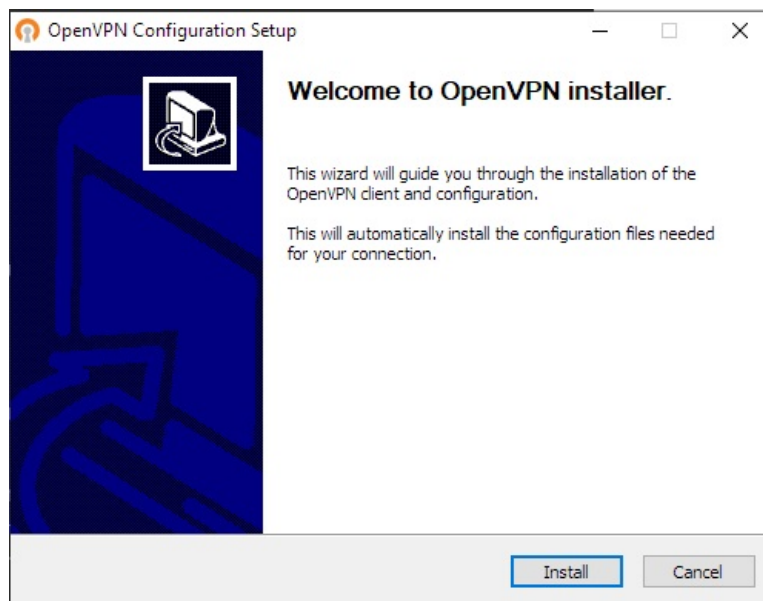 OpenVPN Configuration Setup
Welcome to OpenVPN installer.
This wizard will guide you through the installation of the
OpenVPN client and configuration.
This will automatically install the configuration files needed
for your connection.
Install
Cancel